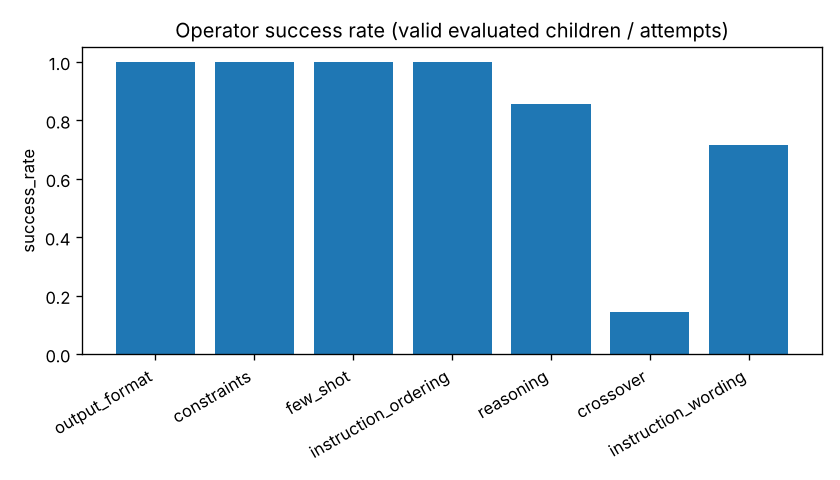 Operator success rate (valid evaluated children / attempts)
success_rate
1.0
0.8
0.6
0.4
0.2
0.0
output_format
constraints
few_shot
instruction_ordering
reasoning
crossover
instruction_wording